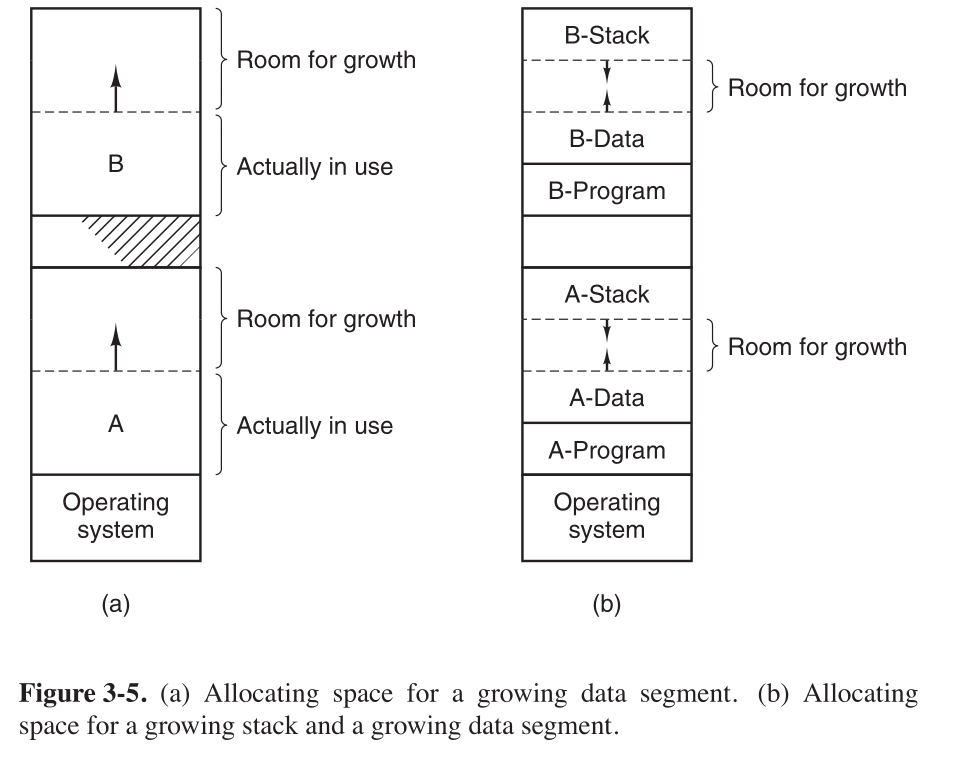 Room for growth
B
Actually in use
Room for growth
A
Actually in use
Operating
system
(a)
B-Stack
Room for growth
B-Data
B-Program
A-Stack
Room for growth
A-Data
A-Program
Operating
system
(b)
Figure 3-5. (a) Allocating space for a growing data segment. (b) Allocating
space for a growing stack and a growing data segment.